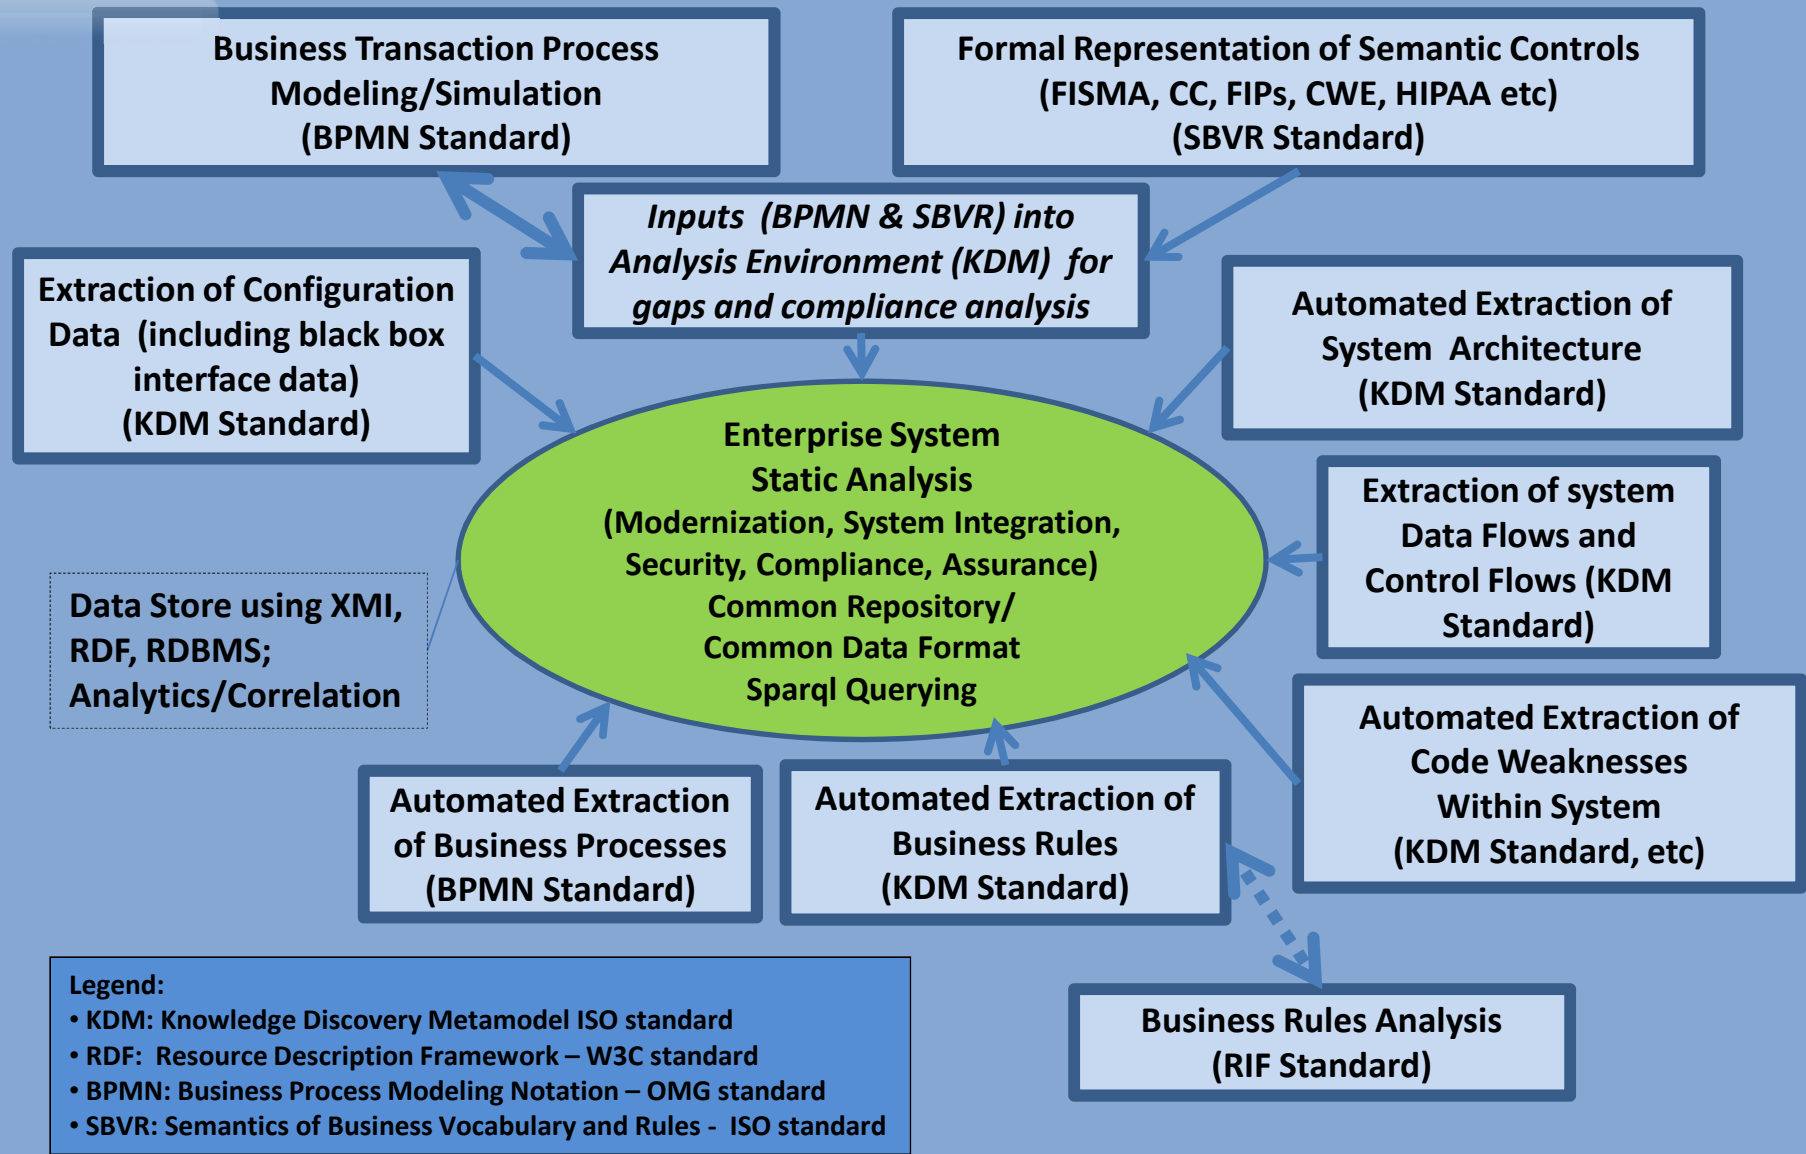 Business Transaction Process
Modeling/Simulation
(BPMN Standard)
Formal Representation of Semantic Controls
(FISMA, CC, FIPs, CWE, HIPAA etc)
(SBVR Standard)
Inputs (BPMN & SBVR) into
Analysis Environment (KDM) for
gaps and compliance analysis
Extraction of Configuration
Data (including black box
interface data)
(KDM Standard)
Automated Extraction of
System Architecture
(KDM Standard)
Enterprise System
Static Analysis
(Modernization, System Integration,
Security, Compliance, Assurance)
Common Repository/
Common Data Format
Sparql Querying
Extraction of system
Data Flows and
Control Flows (KDM
Standard)
Data Store using XMI,
RDF, RDBMS;
Analytics/Correlation
Automated Extraction of
Code Weaknesses
Within System
(KDM Standard, etc)
Automated Extraction
of Business Processes
(BPMN Standard)
Automated Extraction of
Business Rules
(KDM Standard)
Business Rules Analysis
(RIF Standard)
Legend:
• KDM: Knowledge Discovery Metamodel ISO standard
• RDF: Resource Description Framework – W3C standard
• BPMN: Business Process Modeling Notation – OMG standard
• SBVR: Semantics of Business Vocabulary and Rules - ISO standard